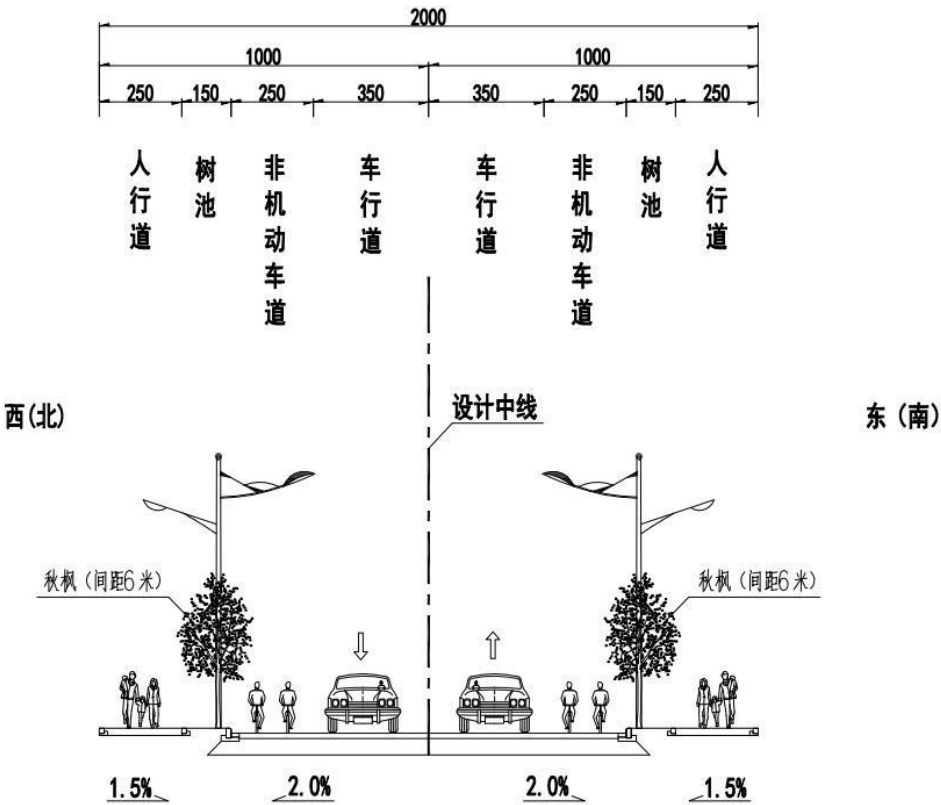 2000
1000 1000
250 150 250 350 350 250 150 250
人行道 树池 非机动车道 车行道 车行道 非机动车道 树池 人行道
设计中线
西(北) 东(南)
秋枫(间距6米) 秋枫(间距6米)
1.5% 2.0% 2.0% 1.5%